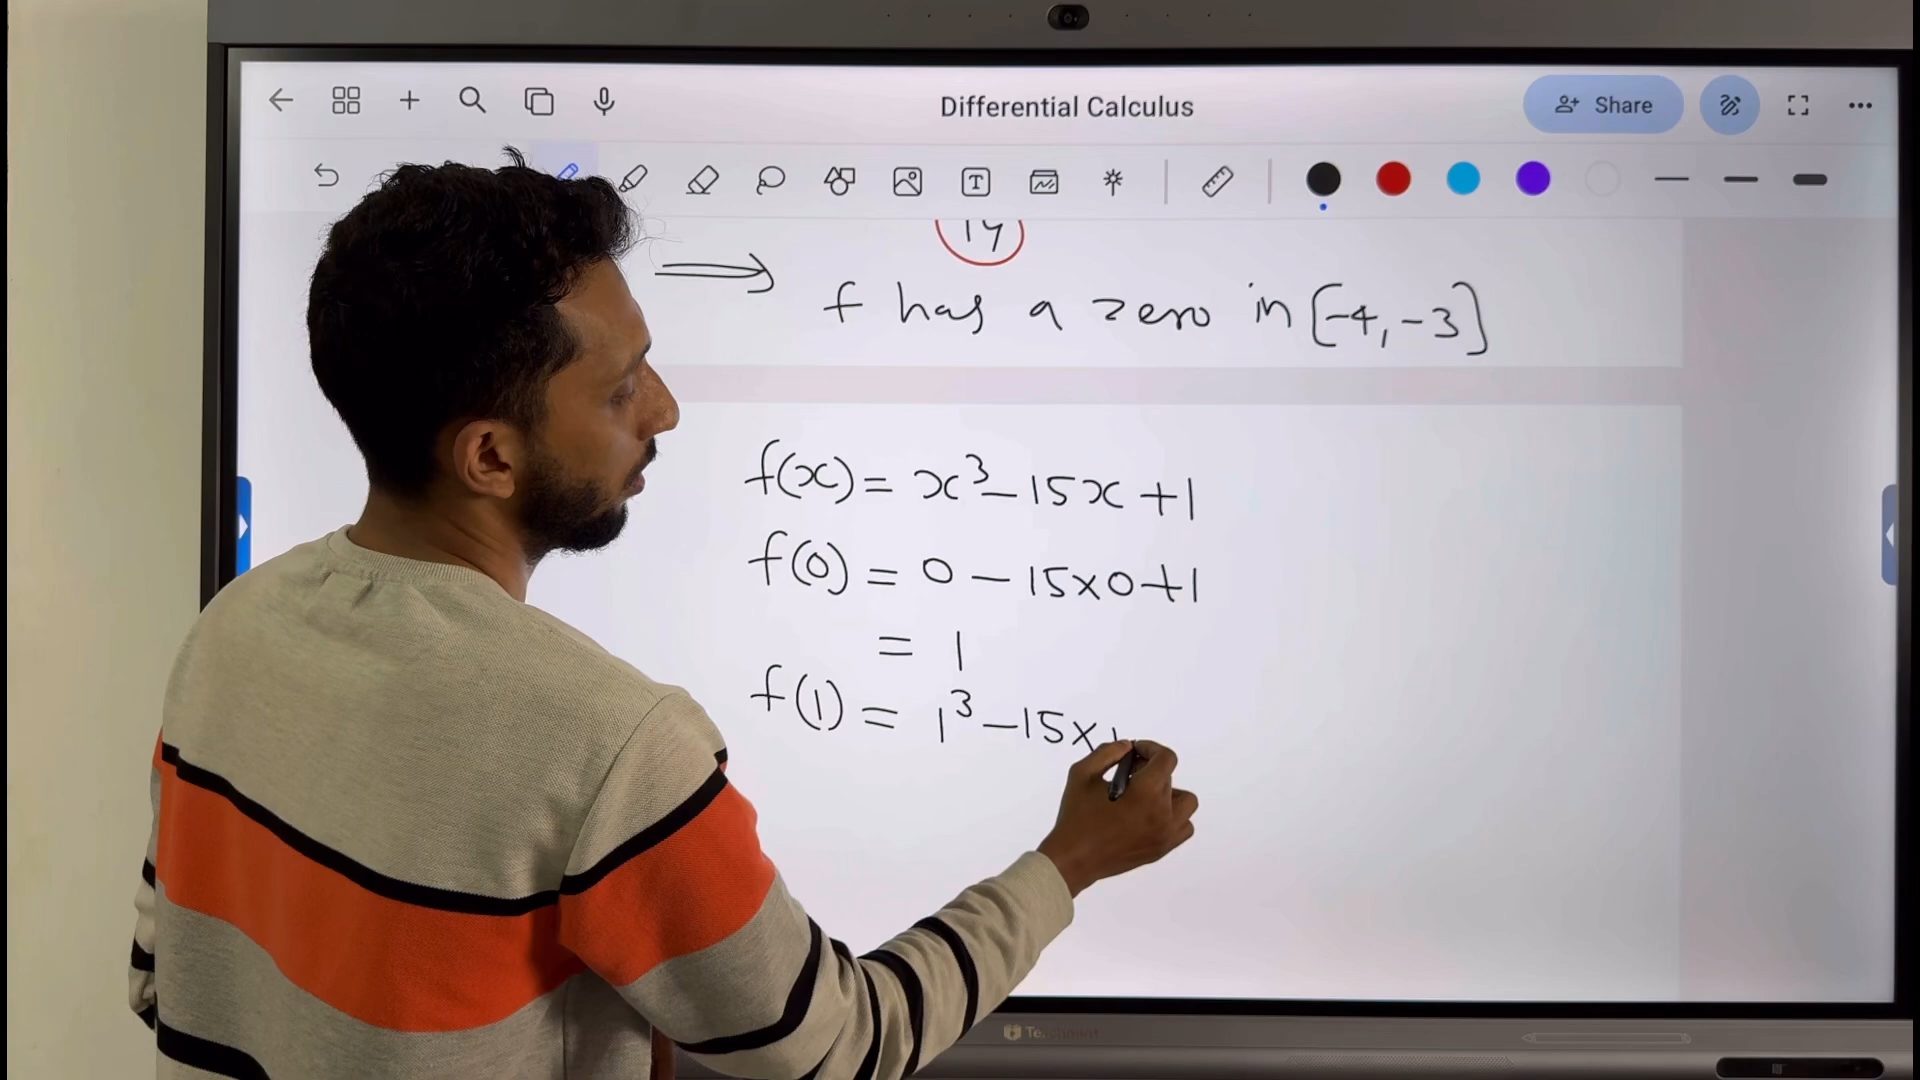 Differential Calculus
Share
T
14
⟹ f has a zero in [-4, -3]
f(x) = x³ - 15x + 1
f(0) = 0 - 15×0+1
= 1
f(1) = 1³ - 15×1